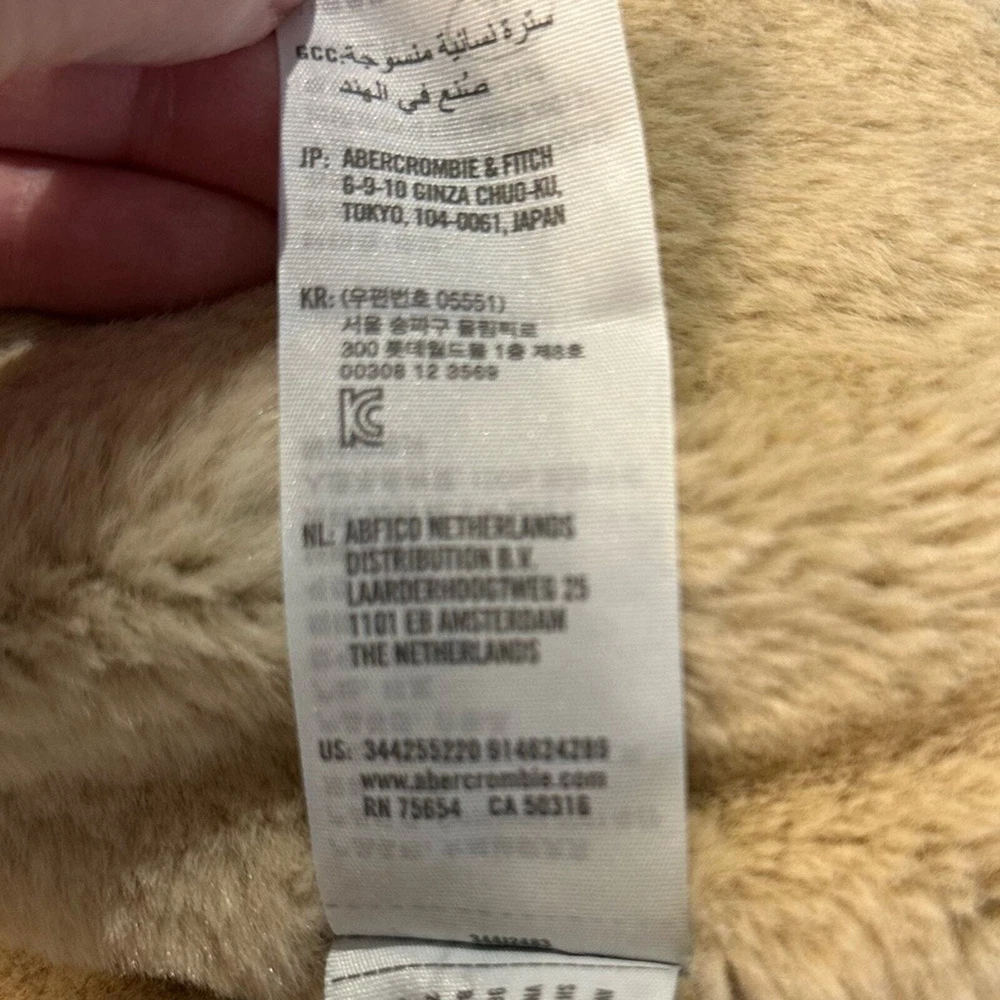 GCC: سترة نسائية منسوجة
صُنع في الهند
JP: ABERCROMBIE & FITCH
6-9-10 GINZA CHUO-KU,
TOKYO, 104-0061, JAPAN
KR: (우편번호 05551)
서울 송파구 올림픽로
300 롯데월드몰 1층 제8호
00308 12 3569
KC
NL: ABFICO NETHERLANDS
DISTRIBUTION B.V.
LAARDERHOOGTWEG 25
1101 EB AMSTERDAM
THE NETHERLANDS
US: 344255220
www.abercrombie.com
RN 75654 CA 50316